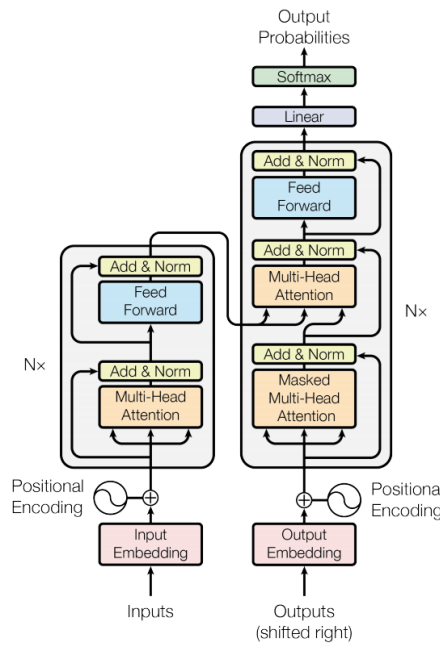 Output
Probabilities
Softmax
Linear
Add & Norm
Feed
Forward
Add & Norm
Multi-Head
Attention
Add & Norm
Masked
Multi-Head
Attention
Nx
Add & Norm
Feed
Forward
Add & Norm
Multi-Head
Attention
Nx
Positional
Encoding
Input
Embedding
Inputs
Positiona
Encoding
Output
Embedding
Outputs
(shifted right)